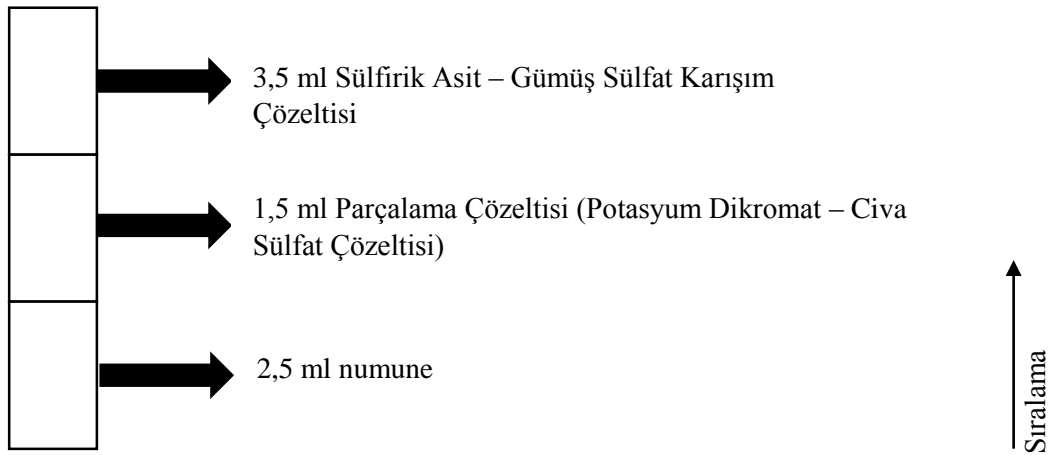 3,5 ml Sülfirik Asit – Gümüş Sülfat Karışım
Çözeltisi
1,5 ml Parçalama Çözeltisi (Potasyum Dikromat – Civa
Sülfat Çözeltisi)
2,5 ml numune
Sıralama